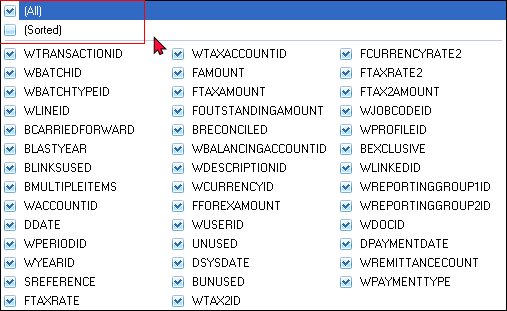 (All)
(Sorted)
WTRANSACTIONID
WBATCHID
WBATCHTYPEID
WLINEID
BCARRIEDFORWARD
BLASTYEAR
BLINKSUSED
BMULTIPLEITEMS
WACCOUNTID
DDATE
WPERIODID
WYEARID
SREFERENCE
FTAXRATE
WTAXACCOUNTID
FAMOUNT
FTAXAMOUNT
FOUTSTANDINGAMOUNT
BRECONCILED
WBALANCINGACCOUNTID
WDESCRIPTIONID
WCURRENCYID
FFOREXAMOUNT
WUSERID
UNUSED
DSYSDATE
BUNUSED
WTAX2ID
FCURRENCYRATE2
FTAXRATE2
FTAX2AMOUNT
WJOBCODEID
WPROFILEID
BEXCLUSIVE
WLINKEDID
WREPORTINGGROUP1ID
WREPORTINGGROUP2ID
WDOCID
DPAYMENTDATE
WREMITTANCECOUNT
WPAYMENTTYPE